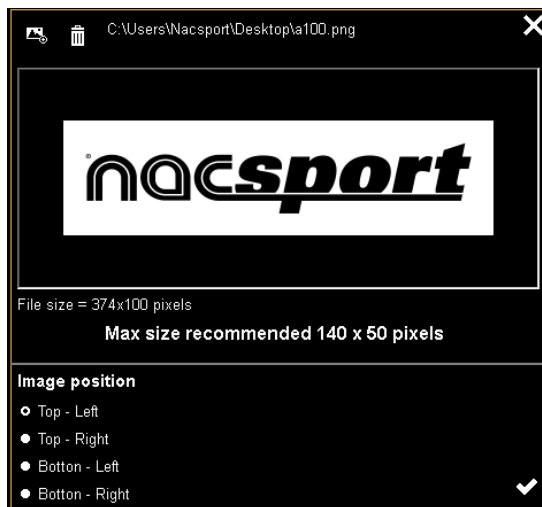 C:\Users\Nacsport\Desktop\a100.png
nacsport
File size = 374x100 pixels
Max size recommended 140 x 50 pixels
Image position
Top - Left
Top - Right
Botton - Left
Botton - Right